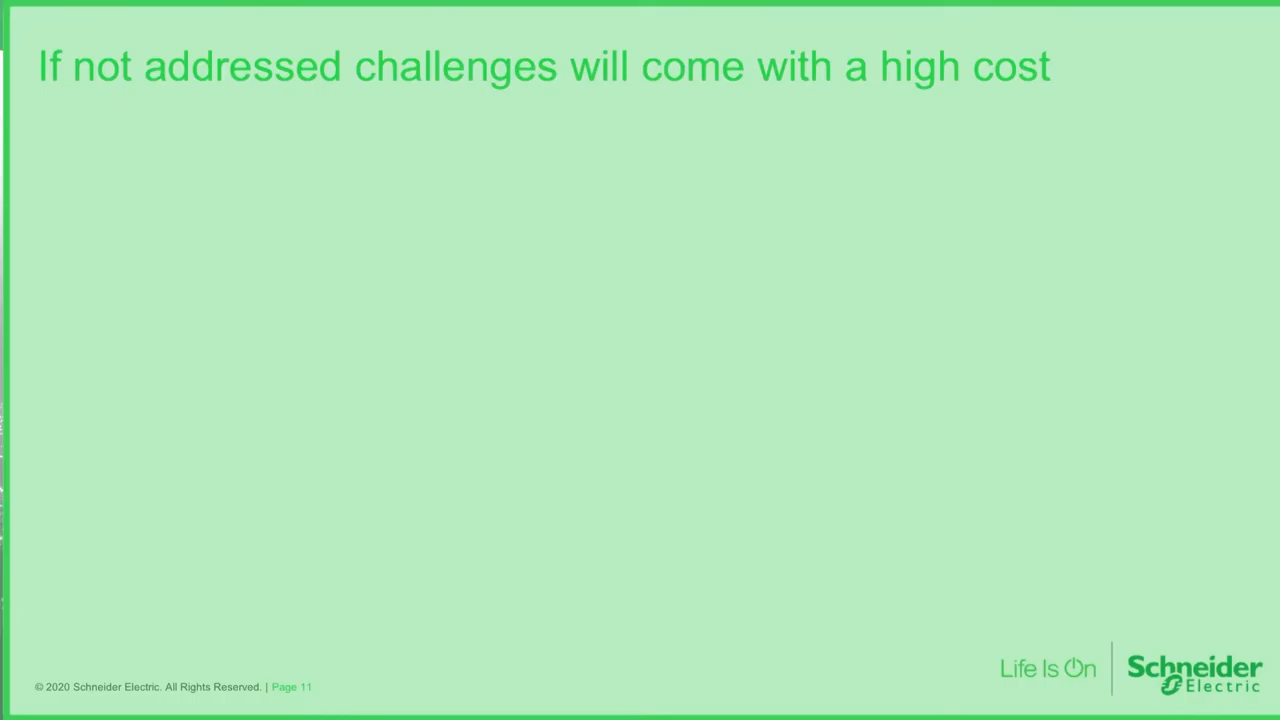 If not addressed challenges will come with a high cost
© 2020 Schneider Electric. All Rights Reserved. | Page 11
Life Is On
Schneider
Electric